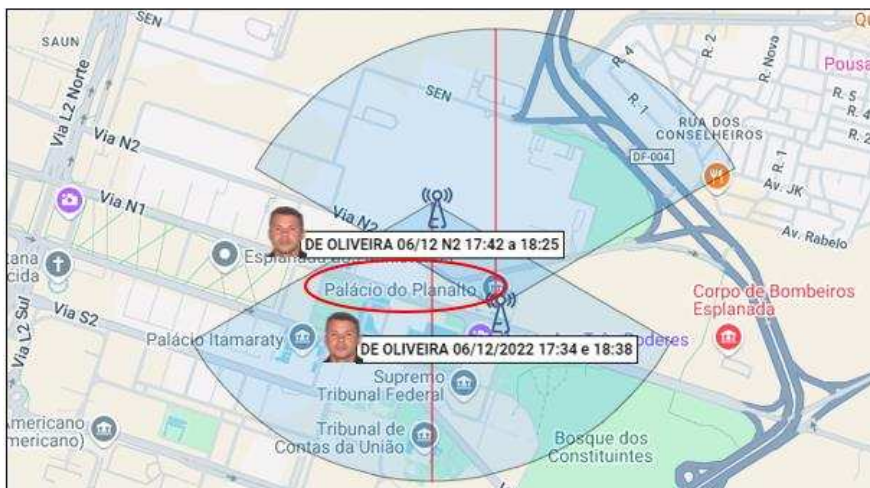 SEN
SAUN
Via L2 Norte
Via N2
SEN
R. 4
R. 2
R. Nova
Pousa
R. 5
R. 4
R. 2
R. 1
RUA DOS
CONSELHEIROS
DF-004
R. 1
Av. JK
Av. Rabelo
Via N1
Via N2
DE OLIVEIRA 06/12 N2 17:42 a 18:25
Palácio do Planalto
Corpo de Bombeiros
Esplanada
Via S2
Via L2 Sul
Palácio Itamaraty
DE OLIVEIRA 06/12/2022 17:34 e 18:38
Supremo
Tribunal Federal
Tribunal de
Contas da União
Bosque dos
Constituintes
Americano